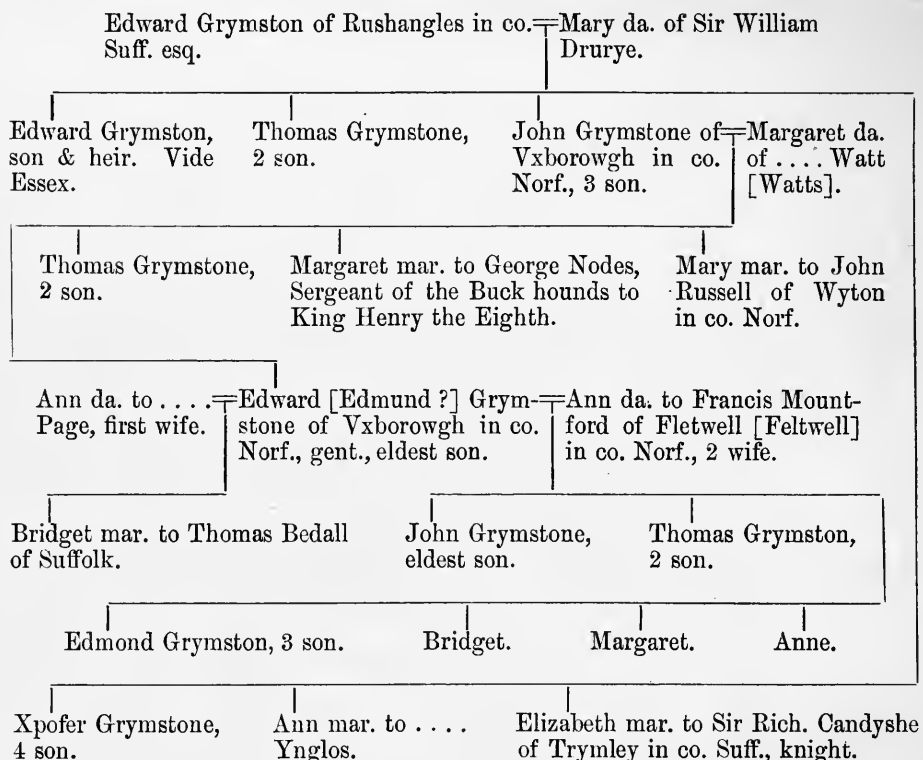 Edward Grymston of Rushangles in co.
Suff. esq.
Mary da. of Sir William
Drurye.
Edward Grymston,
son & heir. Vide
Essex.
Thomas Grymstone,
2 son.
John Grymstone of
Vxborowgh in co.
Norf., 3 son.
Margaret da.
of .... Watt
[Watts].
Thomas Grymstone,
2 son.
Margaret mar. to George Nodes,
Sergeant of the Buck hounds to
King Henry the Eighth.
Mary mar. to John
Russell of Wyton
in co. Norf.
Ann da. to ....
Page, first wife.
Edward [Edmund ?] Grym-
stone of Vxborowgh in co.
Norf., gent., eldest son.
Ann da. to Francis Mount-
ford of Fletwell [Feltwell]
in co. Norf., 2 wife.
Bridget mar. to Thomas Bedall
of Suffolk.
John Grymstone,
eldest son.
Thomas Grymston,
2 son.
Edmond Grymston, 3 son.
Bridget.
Margaret.
Anne.
Xpofer Grymstone,
4 son.
Ann mar. to ....
Ynglos.
Elizabeth mar. to Sir Rich. Candyshe
of Trymley in co. Suff., knight.